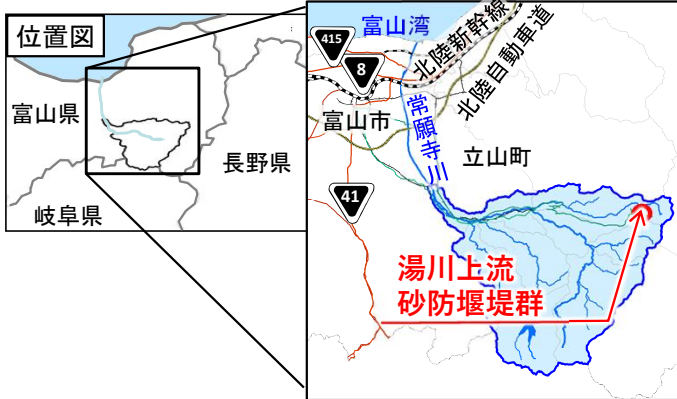 位置図
富山県
長野県
岐阜県
富山湾
415
8
北陸新幹線
北陸自動車道
富山市
常願寺川
立山町
41
湯川上流
砂防堰堤群